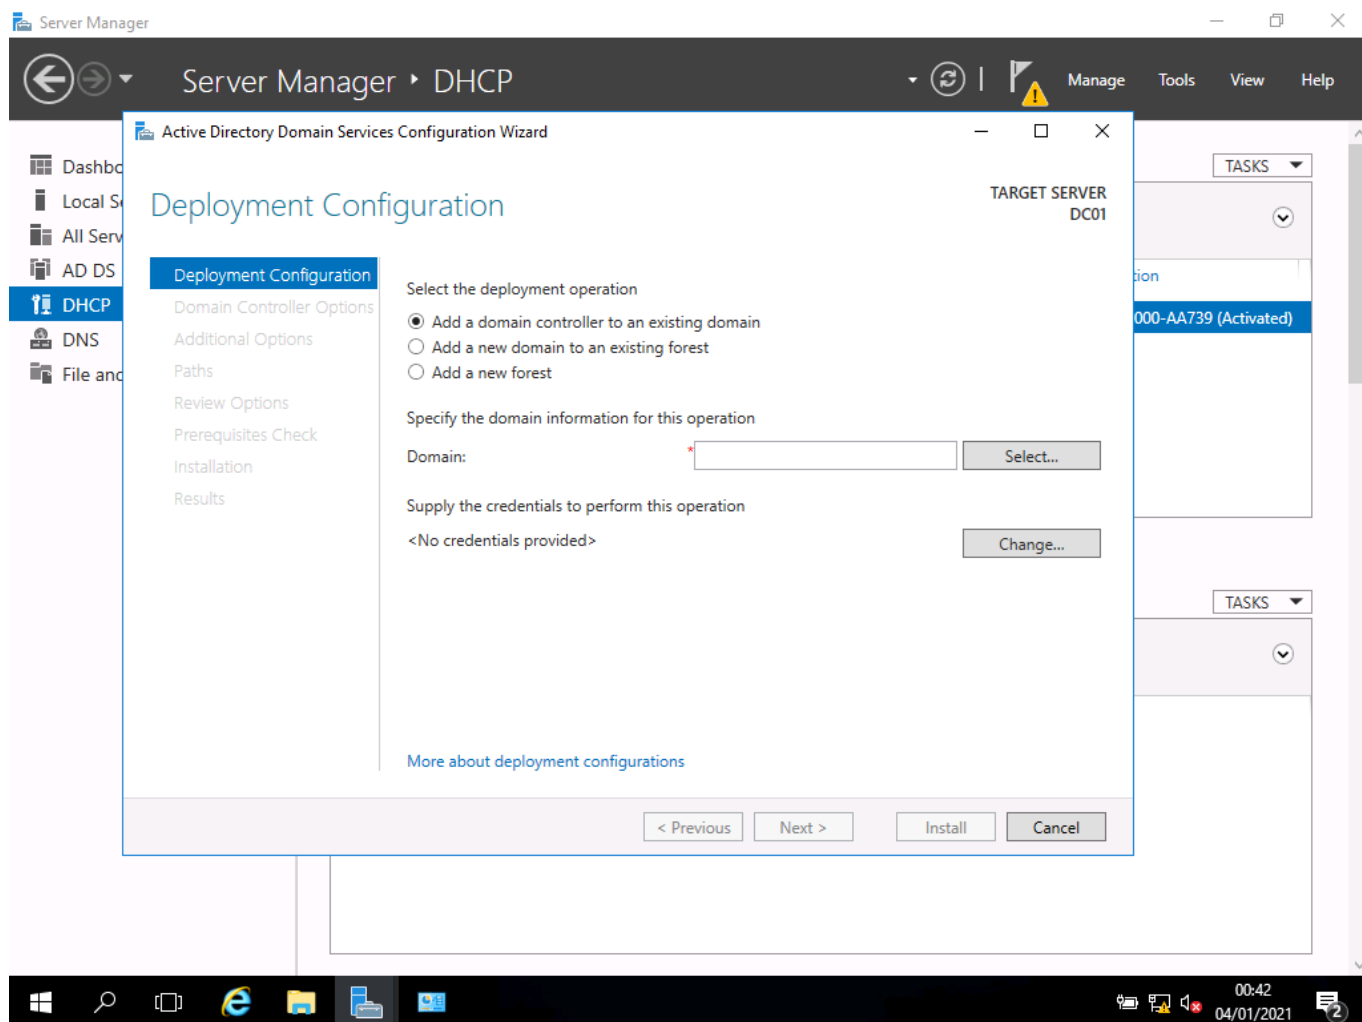 Server Manager
Server Manager • DHCP
Manage Tools View Help
Active Directory Domain Services Configuration Wizard
TASKS
Dashbo
Local Se
All Serv
AD DS
DHCP
DNS
File and
Deployment Configuration
TARGET SERVER
DC01
Deployment Configuration
Domain Controller Options
Additional Options
Paths
Review Options
Prerequisites Check
Installation
Results
Select the deployment operation
Add a domain controller to an existing domain
Add a new domain to an existing forest
Add a new forest
Specify the domain information for this operation
Domain: *
Select...
Supply the credentials to perform this operation
<No credentials provided>
Change...
More about deployment configurations
< Previous Next > Install Cancel
tion
000-AA739 (Activated)
TASKS
00:42
04/01/2021
2